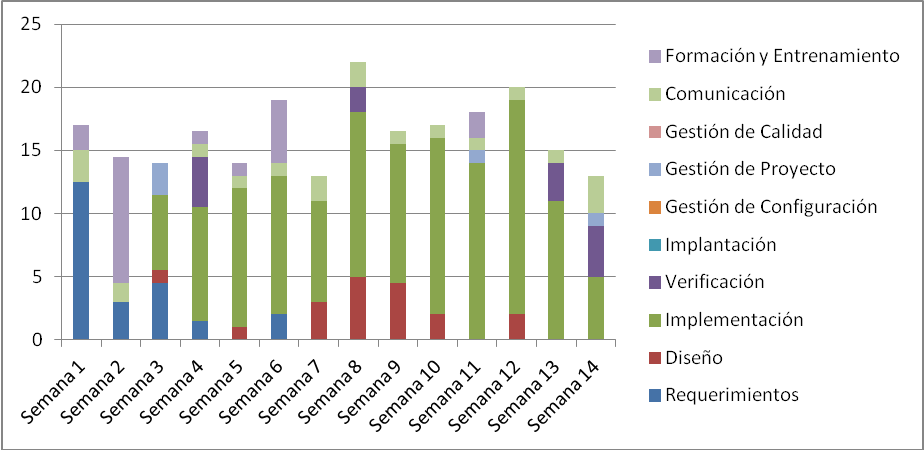 25
20
15
10
5
0
Semana 1
Semana 2
Semana 3
Semana 4
Semana 5
Semana 6
Semana 7
Semana 8
Semana 9
Semana 10
Semana 11
Semana 12
Semana 13
Semana 14
Formación y Entrenamiento
Comunicación
Gestión de Calidad
Gestión de Proyecto
Gestión de Configuración
Implantación
Verificación
Implementación
Diseño
Requerimientos